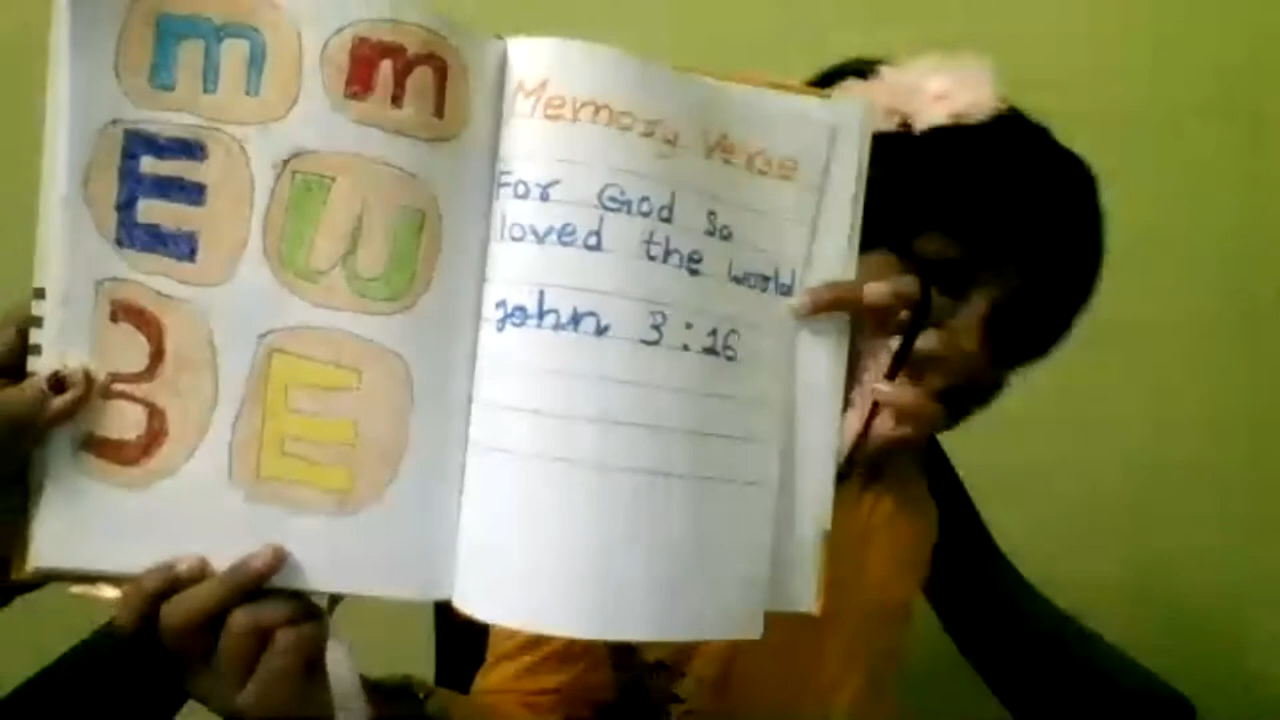 m m
E W
3 E
Memory Verse
For God so
loved the world
john 3:16